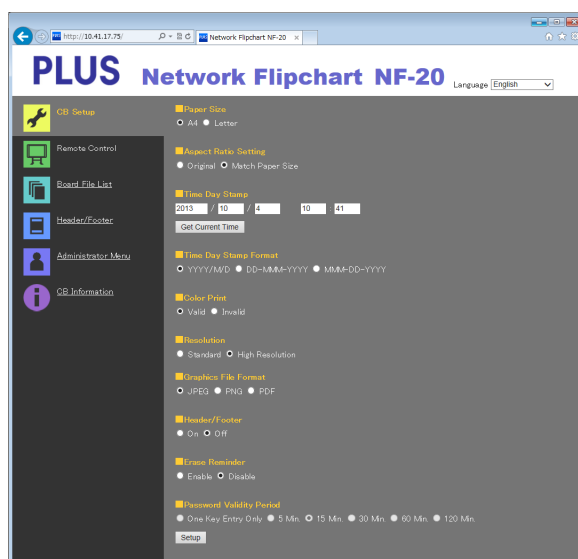 http://10.41.17.75/
PLUS Network Flipchart NF-20
PLUS Network Flipchart NF-20
Language English
CB Setup
Remote Control
Board File List
Header/Footer
Administrator Menu
CB Information
Paper Size
A4 Letter
Aspect Ratio Setting
Original Match Paper Size
Time Day Stamp
2013 / 10 / 4 10 : 41
Get Current Time
Time Day Stamp Format
YYYY/M/D DD-MMM-YYYY MMM-DD-YYYY
Color Print
Valid Invalid
Resolution
Standard High Resolution
Graphics File Format
JPEG PNG PDF
Header/Footer
On Off
Erase Reminder
Enable Disable
Password Validity Period
One Key Entry Only 5 Min. 15 Min. 30 Min. 60 Min. 120 Min.
Setup